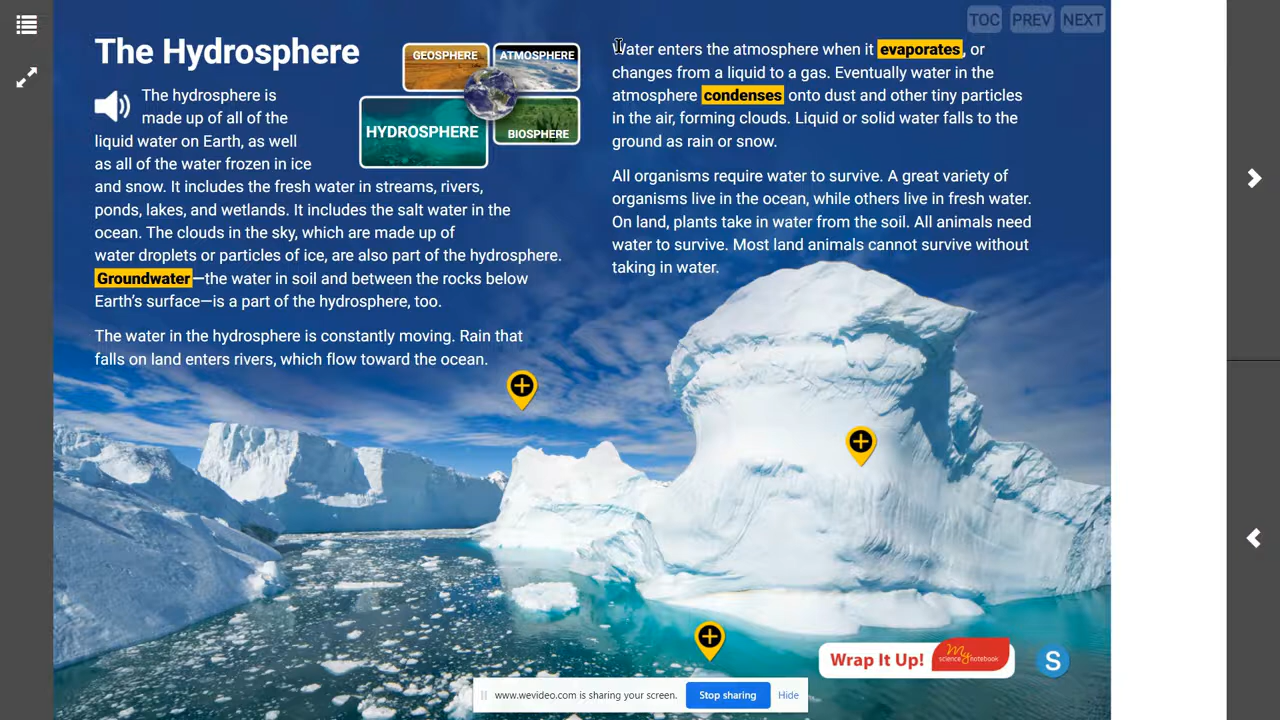 TOC PREV NEXT
The Hydrosphere
GEOSPHERE
ATMOSPHERE
HYDROSPHERE
BIOSPHERE
The hydrosphere is
made up of all of the
liquid water on Earth, as well
as all of the water frozen in ice
and snow. It includes the fresh water in streams, rivers,
ponds, lakes, and wetlands. It includes the salt water in the
ocean. The clouds in the sky, which are made up of
water droplets or particles of ice, are also part of the hydrosphere.
Groundwater—the water in soil and between the rocks below
Earth's surface—is a part of the hydrosphere, too.
The water in the hydrosphere is constantly moving. Rain that
falls on land enters rivers, which flow toward the ocean.
Water enters the atmosphere when it evaporates, or
changes from a liquid to a gas. Eventually water in the
atmosphere condenses onto dust and other tiny particles
in the air, forming clouds. Liquid or solid water falls to the
ground as rain or snow.
All organisms require water to survive. A great variety of
organisms live in the ocean, while others live in fresh water.
On land, plants take in water from the soil. All animals need
water to survive. Most land animals cannot survive without
taking in water.
Wrap It Up! My science notebook
S
www.wevideo.com is sharing your screen. Stop sharing Hide